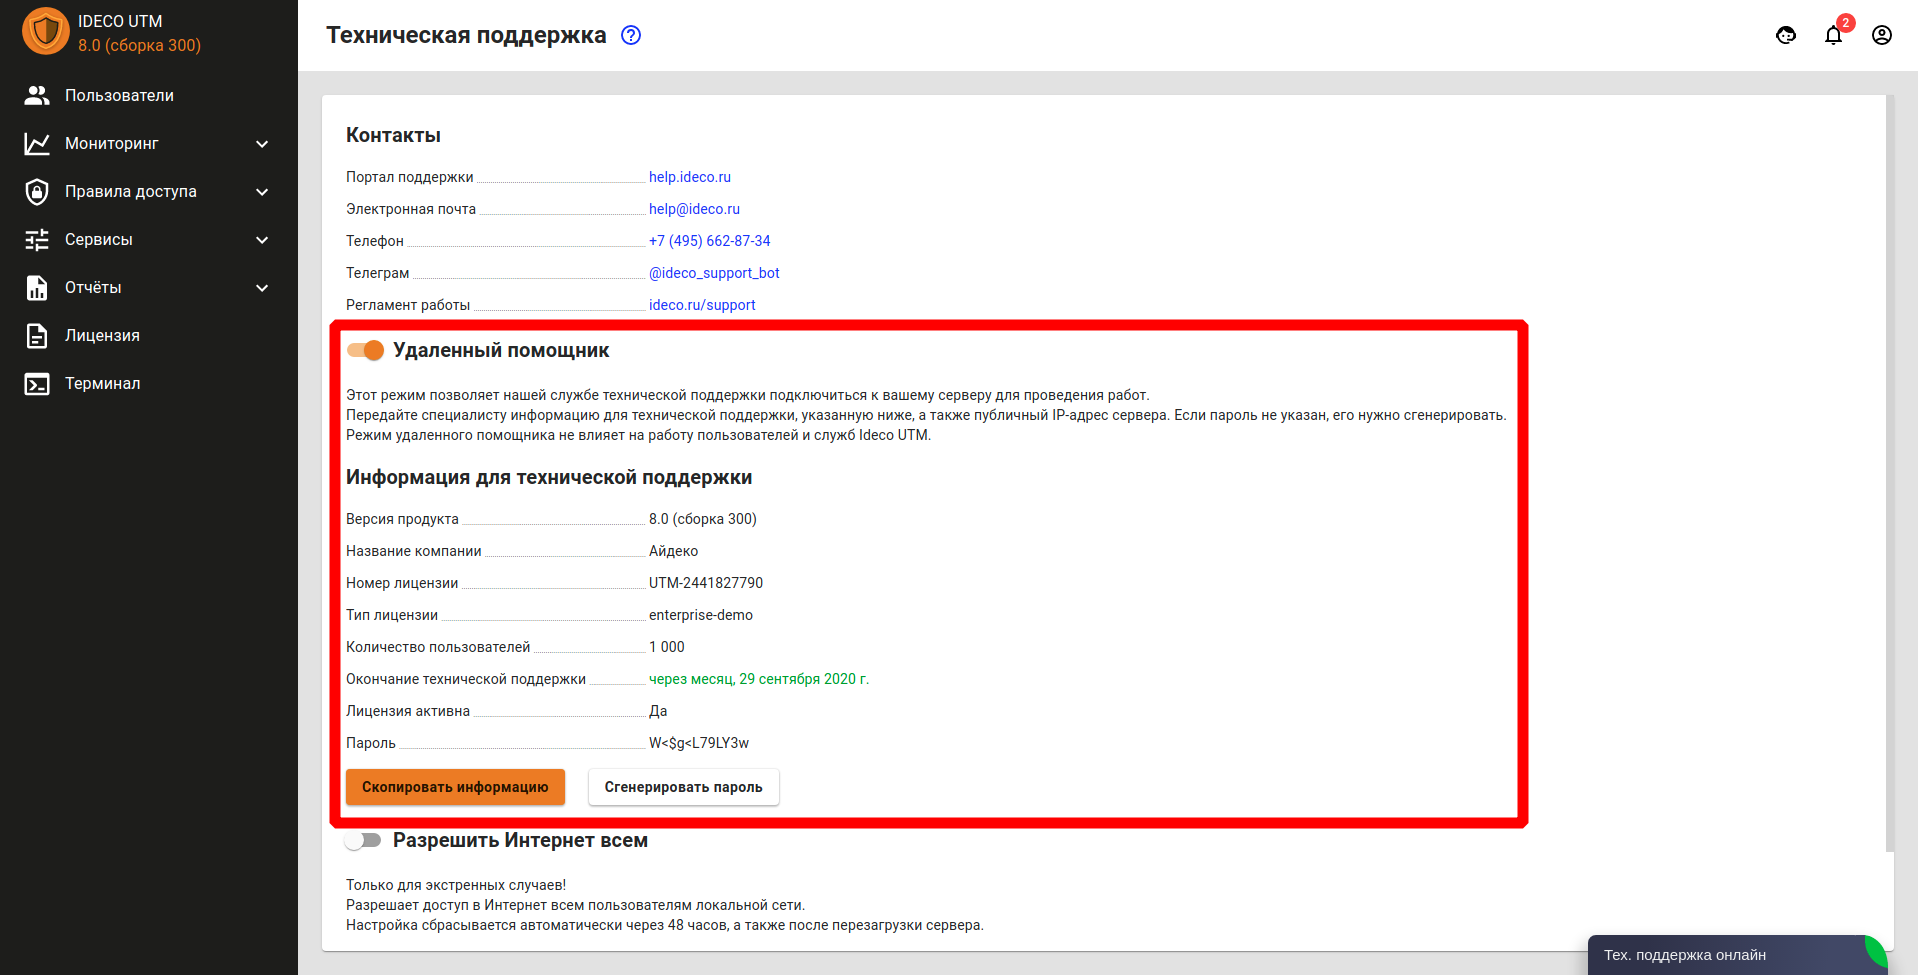 IDECO UTM
8.0 (сборка 300)
Пользователи
Мониторинг
Правила доступа
Сервисы
Отчёты
Лицензия
Терминал
Техническая поддержка ?
2
Контакты
Портал поддержки help.ideco.ru
Электронная почта help@ideco.ru
Телефон +7 (495) 662-87-34
Телеграм @ideco_support_bot
Регламент работы ideco.ru/support
Удаленный помощник
Этот режим позволяет нашей службе технической поддержки подключиться к вашему серверу для проведения работ.
Передайте специалисту информацию для технической поддержки, указанную ниже, а также публичный IP-адрес сервера. Если пароль не указан, его нужно сгенерировать.
Режим удаленного помощника не влияет на работу пользователей и служб Ideco UTM.
Информация для технической поддержки
Версия продукта 8.0 (сборка 300)
Название компании Айдеко
Номер лицензии UTM-2441827790
Тип лицензии enterprise-demo
Количество пользователей 1 000
Окончание технической поддержки через месяц, 29 сентября 2020 г.
Лицензия активна Да
Пароль W<$g<L79LY3w
Скопировать информацию Сгенерировать пароль
Разрешить Интернет всем
Только для экстренных случаев!
Разрешает доступ в Интернет всем пользователям локальной сети.
Настройка сбрасывается автоматически через 48 часов, а также после перезагрузки сервера.
Тех. поддержка онлайн